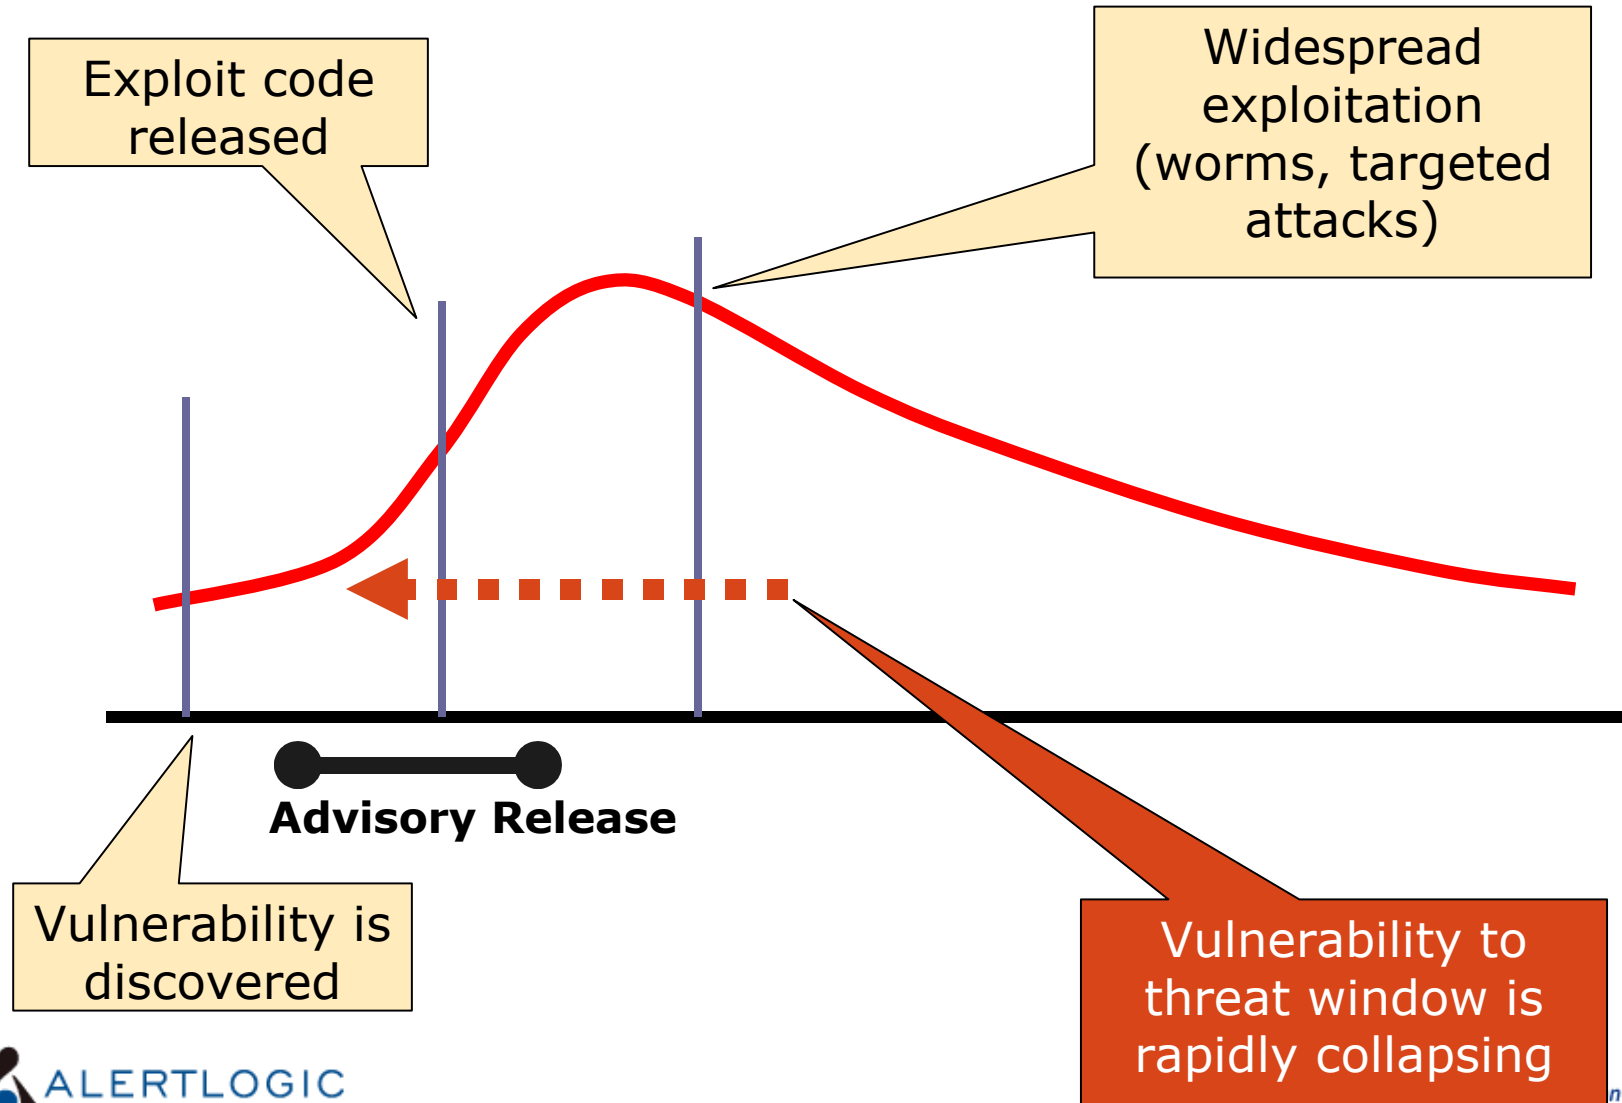 Exploit code
released
Widespread
exploitation
(worms, targeted
attacks)
Advisory Release
Vulnerability is
discovered
Vulnerability to
threat window is
rapidly collapsing
ALERTLOGIC